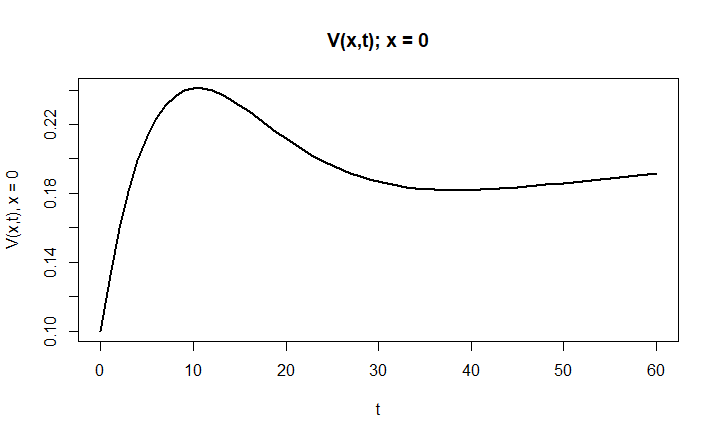 V(x,t); x = 0
V(x,t), x = 0
0.22
0.18
0.14
0.10
0 10 20 30 40 50 60
t